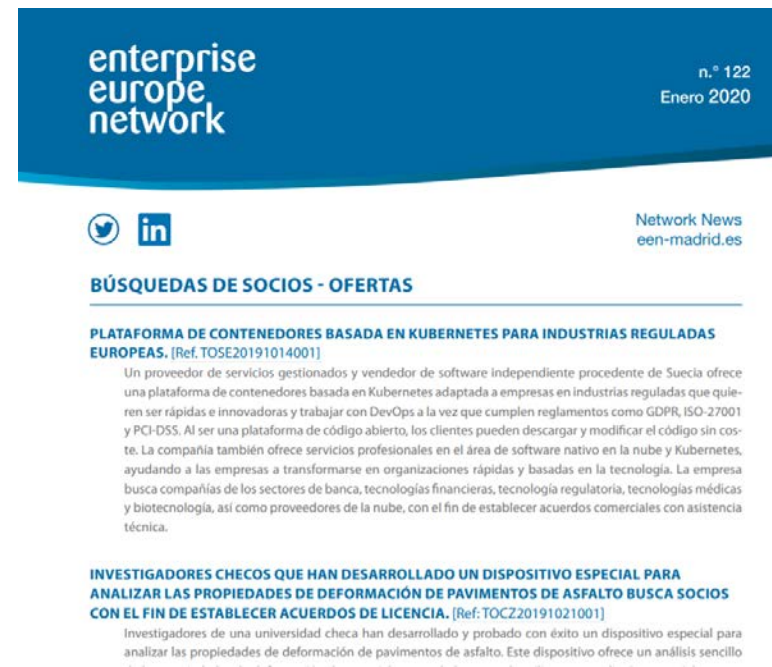 enterprise
europe
network
n.° 122
Enero 2020
in
Network News
een-madrid.es
BÚSQUEDAS DE SOCIOS - OFERTAS
PLATAFORMA DE CONTENEDORES BASADA EN KUBERNETES PARA INDUSTRIAS REGULADAS
EUROPEAS. [Ref. TOSE20191014001]
Un proveedor de servicios gestionados y vendedor de software independiente procedente de Suecia ofrece
una plataforma de contenedores basada en Kubernetes adaptada a empresas en industrias reguladas que quie-
ren ser rápidas e innovadoras y trabajar con DevOps a la vez que cumplen reglamentos como GDPR, ISO-27001
y PCI-DSS. Al ser una plataforma de código abierto, los clientes pueden descargar y modificar el código sin cos-
te. La compañía también ofrece servicios profesionales en el área de software nativo en la nube y Kubernetes,
ayudando a las empresas a transformarse en organizaciones rápidas y basadas en la tecnología. La empresa
busca compañías de los sectores de banca, tecnologías financieras, tecnología regulatoria, tecnologías médicas
y biotecnología, así como proveedores de la nube, con el fin de establecer acuerdos comerciales con asistencia
técnica.
INVESTIGADORES CHECOS QUE HAN DESARROLLADO UN DISPOSITIVO ESPECIAL PARA
ANALIZAR LAS PROPIEDADES DE DEFORMACIÓN DE PAVIMENTOS DE ASFALTO BUSCA SOCIOS
CON EL FIN DE ESTABLECER ACUERDOS DE LICENCIA. [Ref: TOCZ20191021001]
Investigadores de una universidad checa han desarrollado y probado con éxito un dispositivo especial para
analizar las propiedades de deformación de pavimentos de asfalto. Este dispositivo ofrece un análisis sencillo